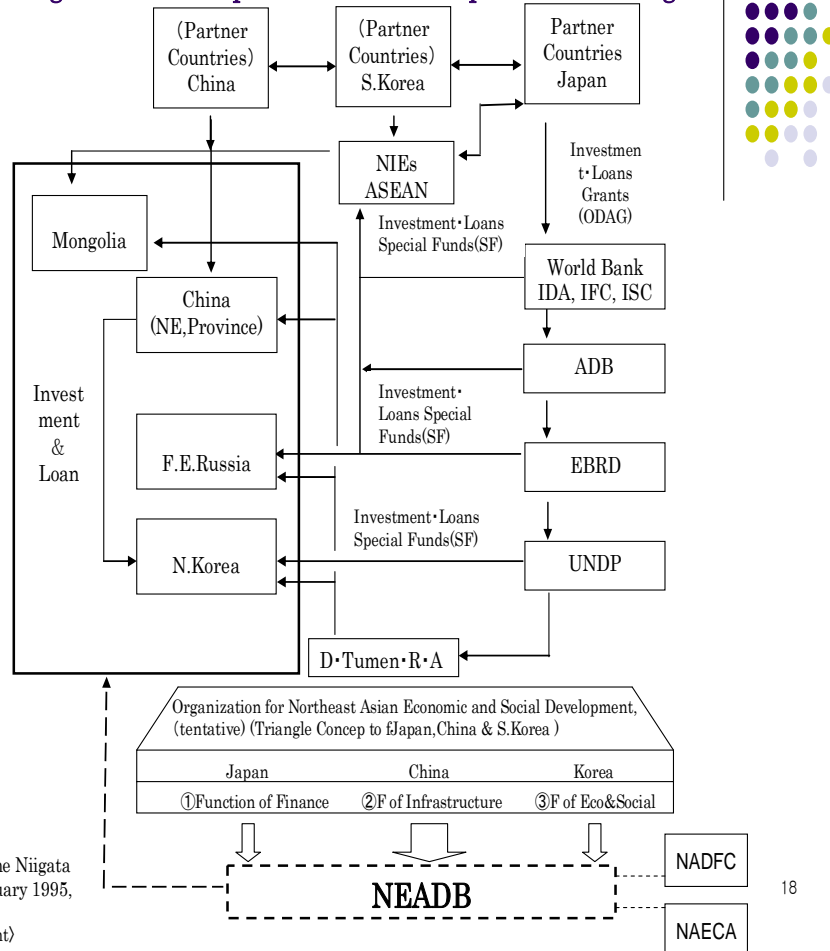 (Partner
Countries)
China
(Partner
Countries)
S.Korea
Partner
Countries
Japan
NIEs
ASEAN
Investmen
t・Loans
Grants
(ODAG)
Mongolia
Investment・Loans
Special Funds(SF)
World Bank
IDA, IFC, ISC
China
(NE,Province)
ADB
Invest
ment
&
Loan
Investment・
Loans Special
Funds(SF)
F.E.Russia
EBRD
Investment・Loans
Special Funds(SF)
N.Korea
UNDP
D・Tumen・R・A
Organization for Northeast Asian Economic and Social Development,
(tentative) (Triangle Concep to fJapan,China & S.Korea )
Japan China Korea
①Function of Finance ②F of Infrastructure ③F of Eco&Social
NEADB
NADFC
NAECA
Niigata
1995,
18